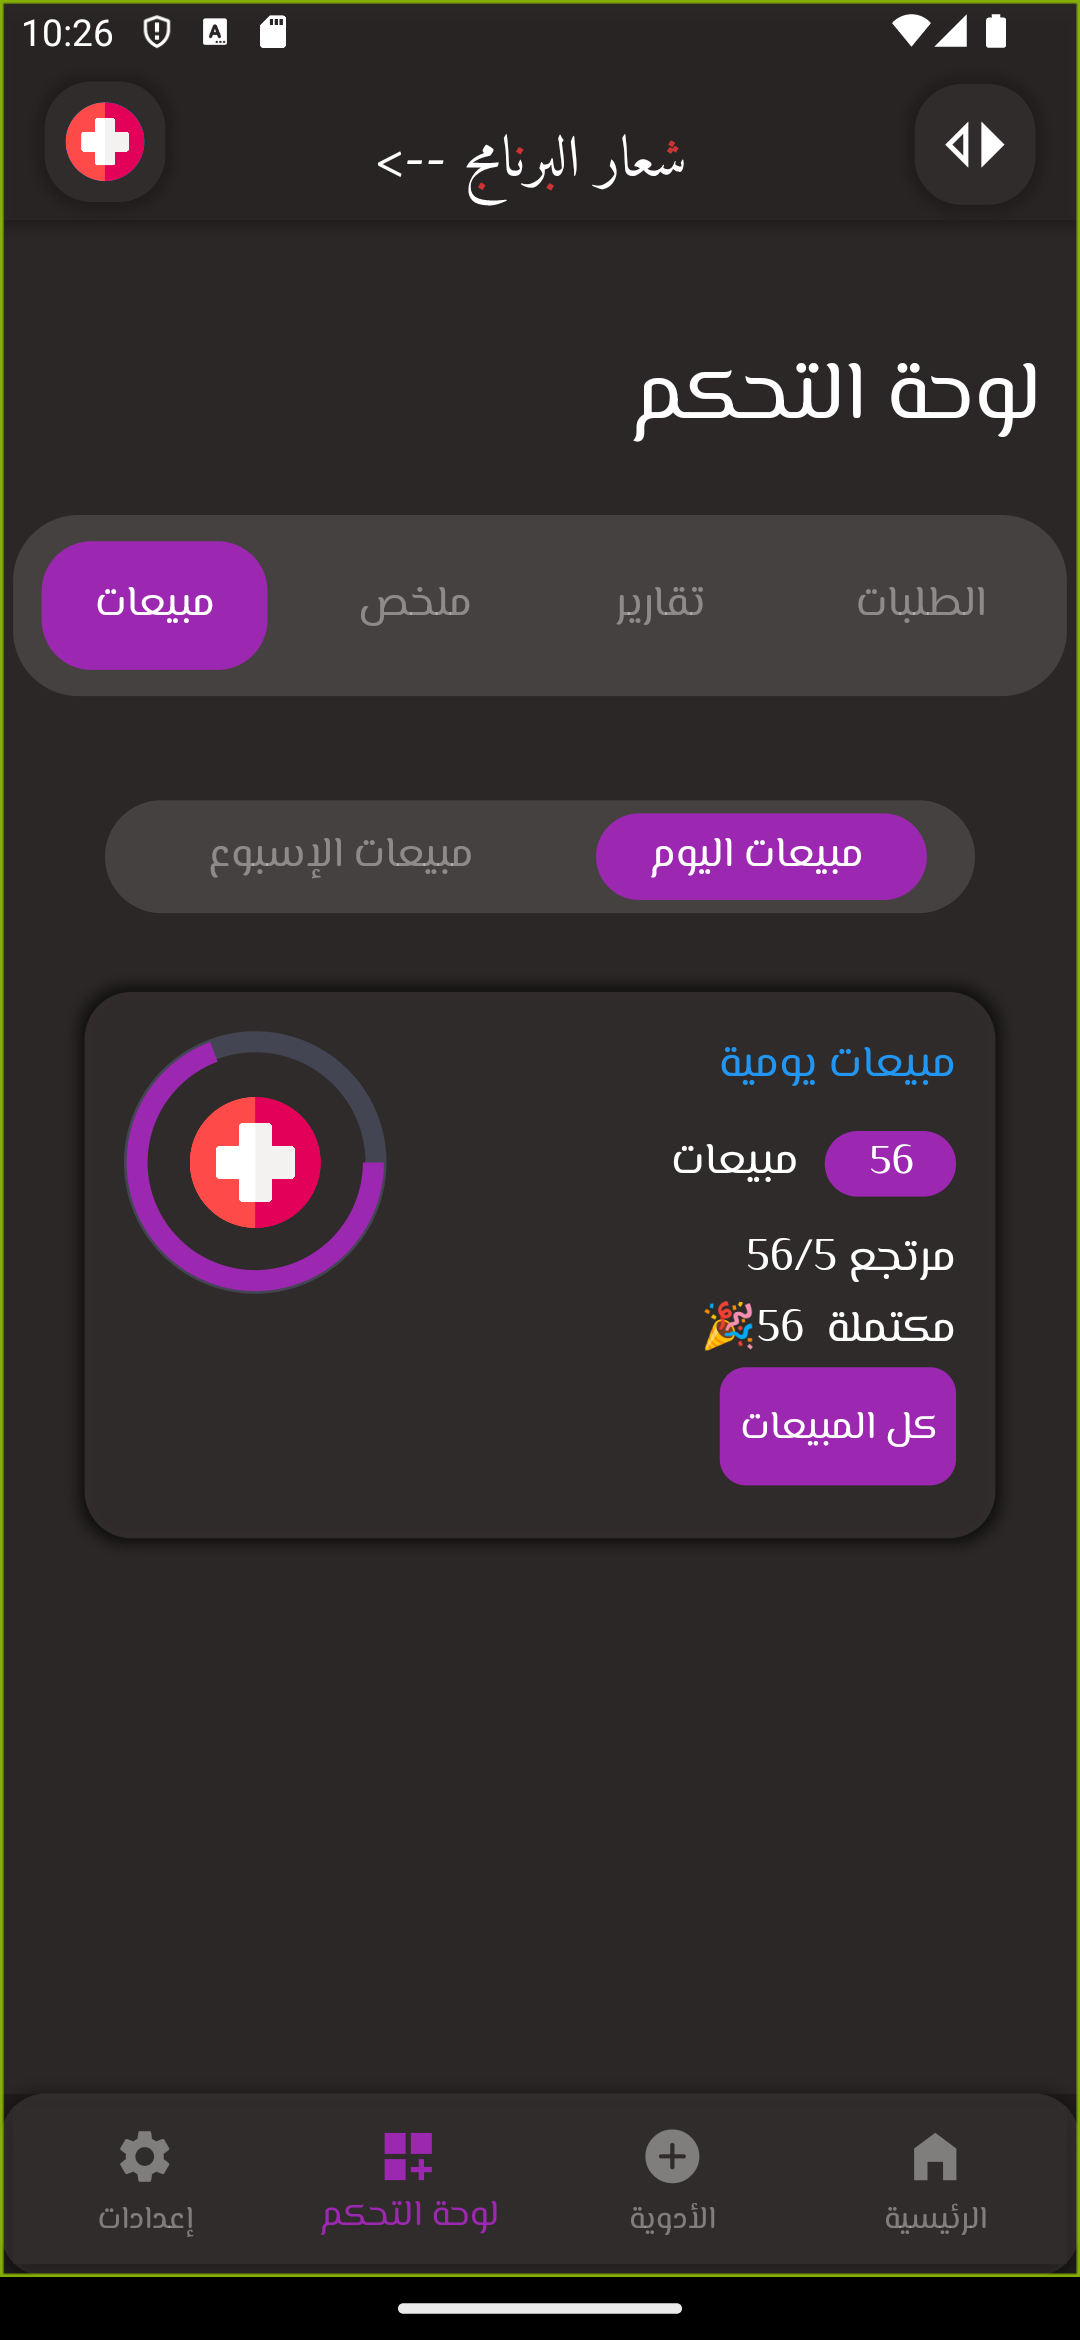 10:26
شعار البرنامج -->
لوحة التحكم
الطلبات تقارير ملخص مبيعات
مبيعات اليوم مبيعات الإسبوع
مبيعات يومية
56 مبيعات
مرتجع 56/5
مكتملة 56🎉
كل المبيعات
الرئيسية الأدوية لوحة التحكم إعدادات